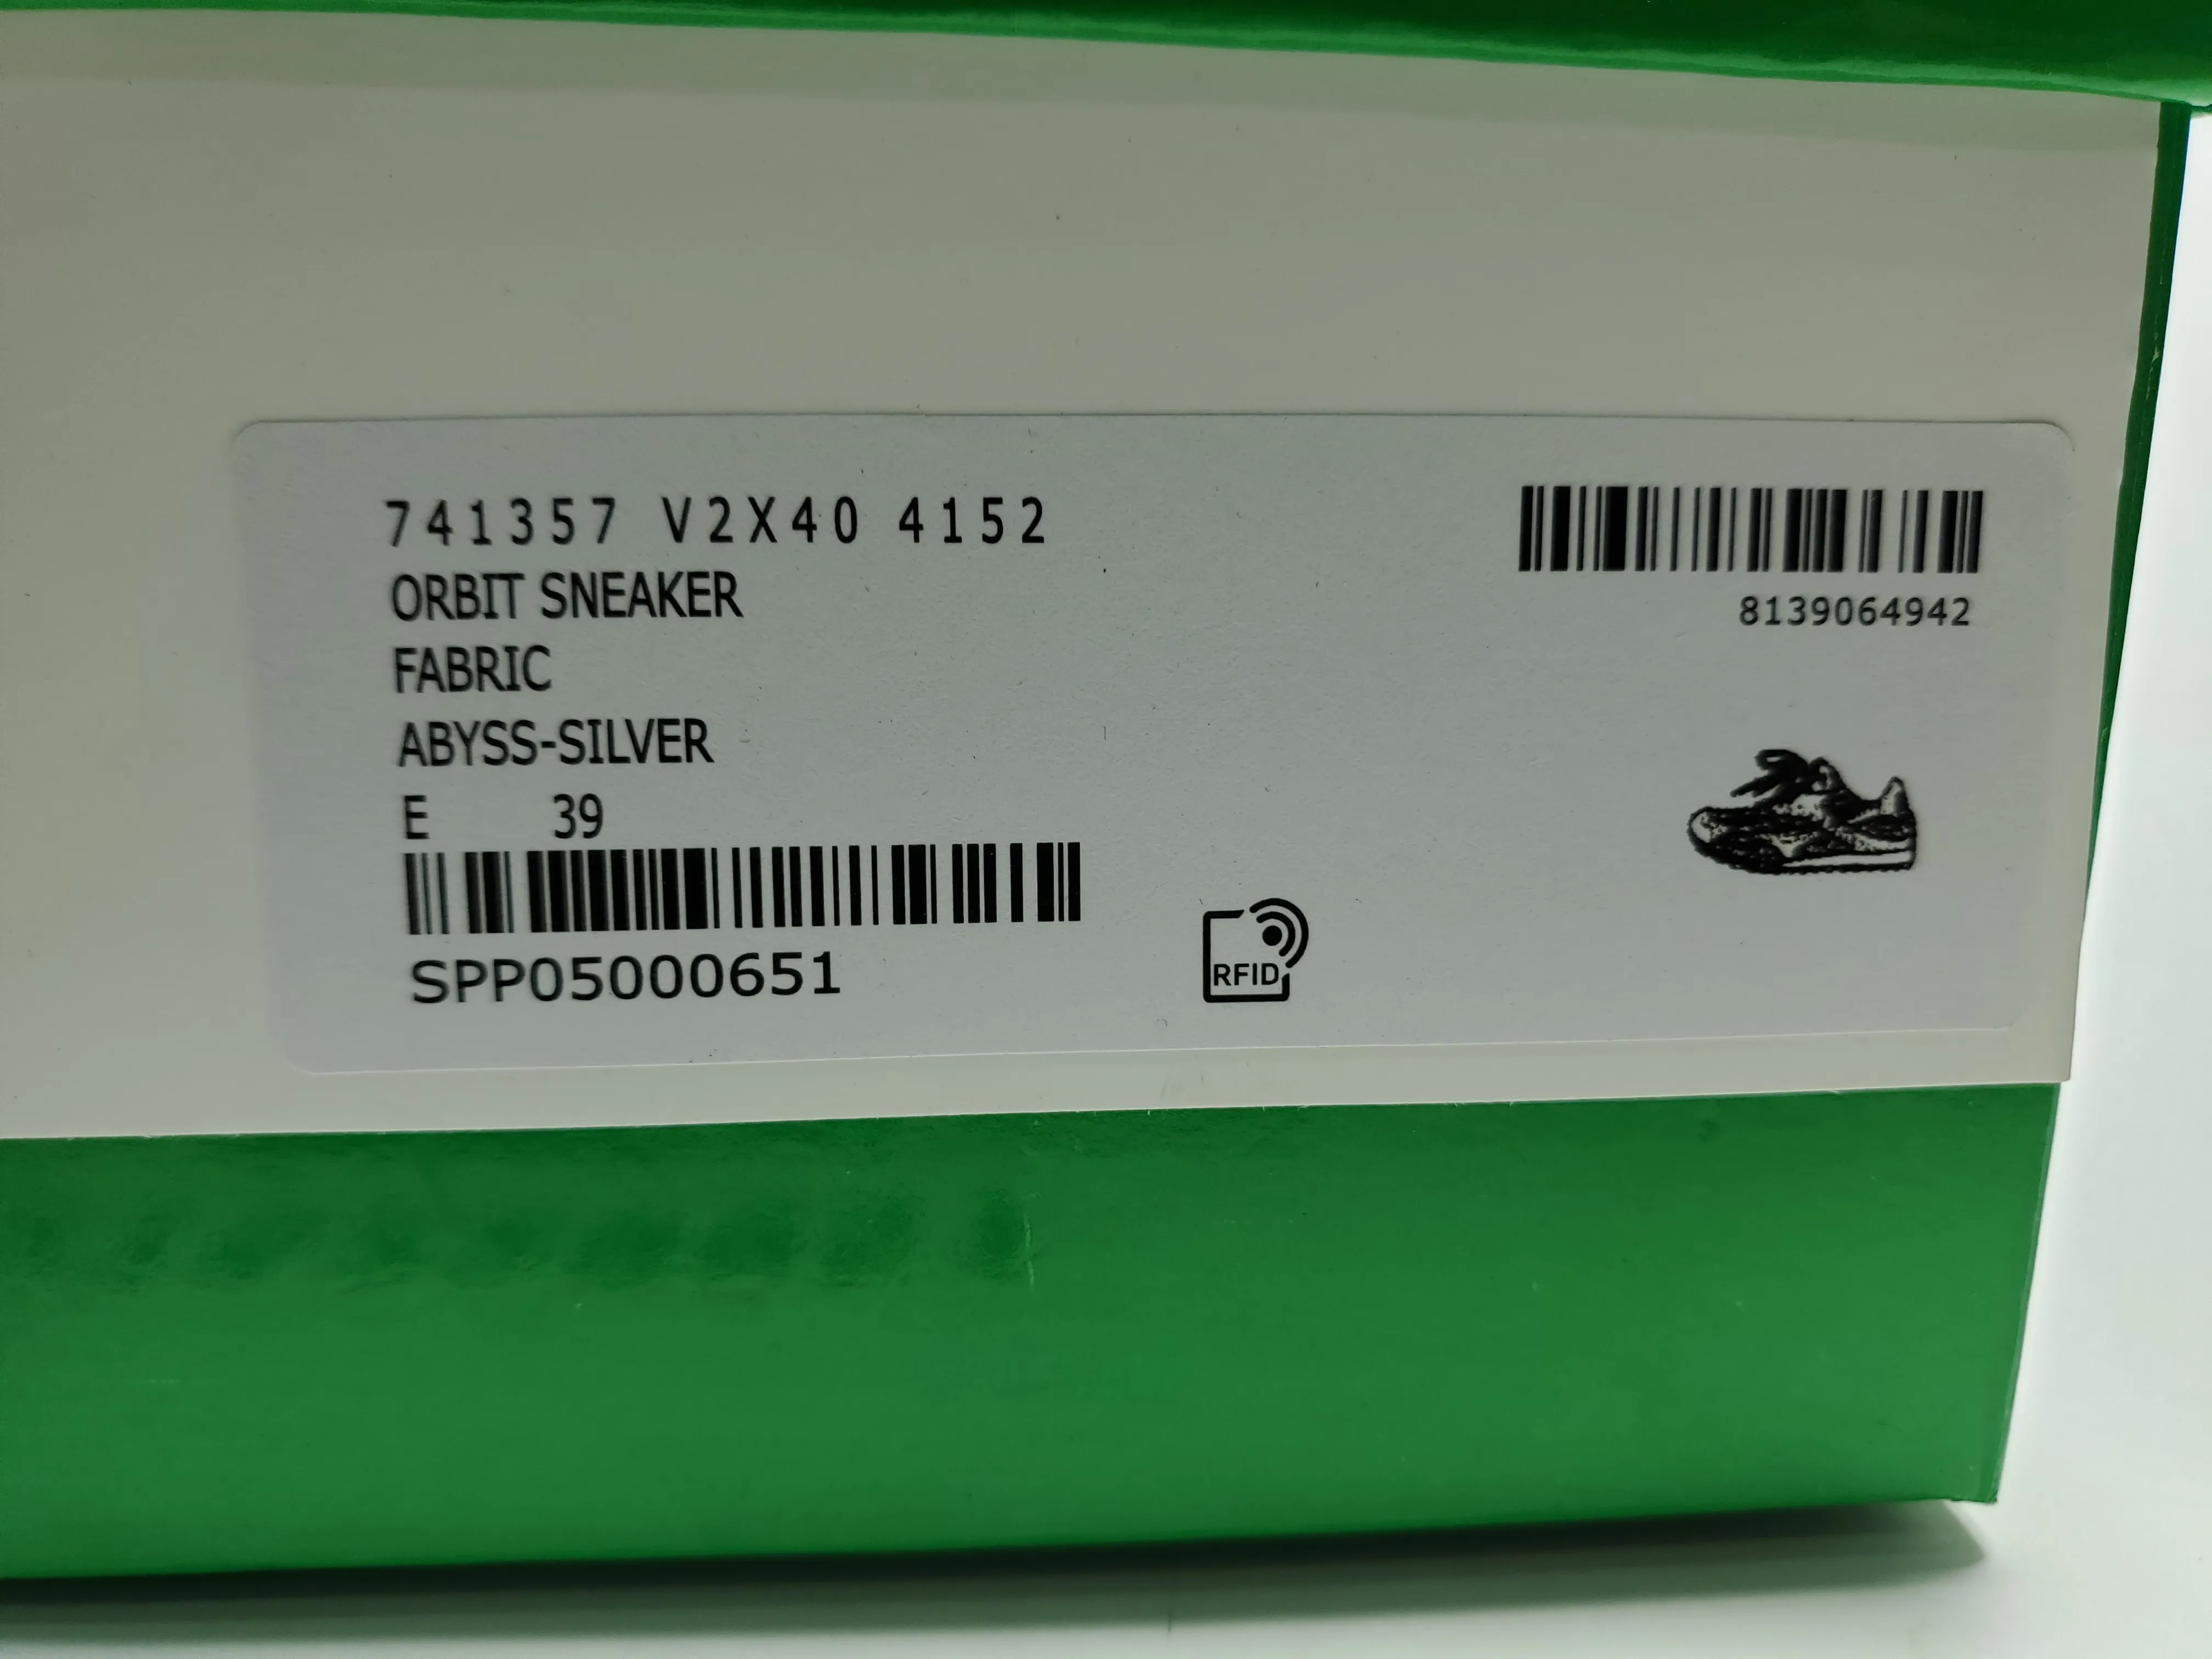 741357 V2X40 4152
ORBIT SNEAKER
FABRIC
ABYSS-SILVER
E 39
SPP05000651
RFID
8139064942